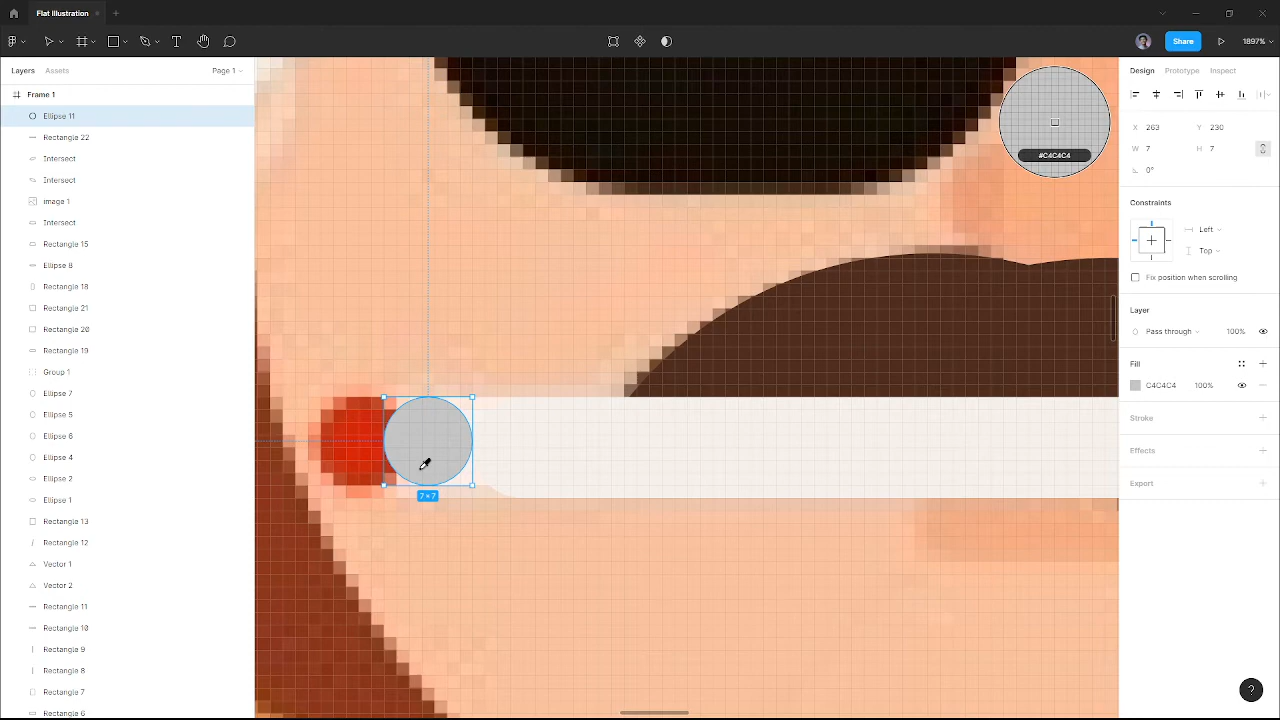 Flat Illustration
Share
1897%
Layers
Assets
Page 1
Design
Prototype
Inspect
Frame 1
Ellipse 11
Rectangle 22
Intersect
Intersect
image 1
Intersect
Rectangle 15
Ellipse 8
Rectangle 18
Rectangle 21
Rectangle 20
Rectangle 19
Group 1
Ellipse 7
Ellipse 5
Ellipse 6
Ellipse 4
Ellipse 2
Ellipse 1
Rectangle 13
Rectangle 12
Vector 1
Vector 2
Rectangle 11
Rectangle 10
Rectangle 9
Rectangle 8
Rectangle 7
Rectangle 6
#C4C4C4
7 × 7
X 263 Y 230
W 7 H 7
0°
Constraints
Left
Top
Fix position when scrolling
Layer
Pass through 100%
Fill
C4C4C4 100%
Stroke
Effects
Export
?